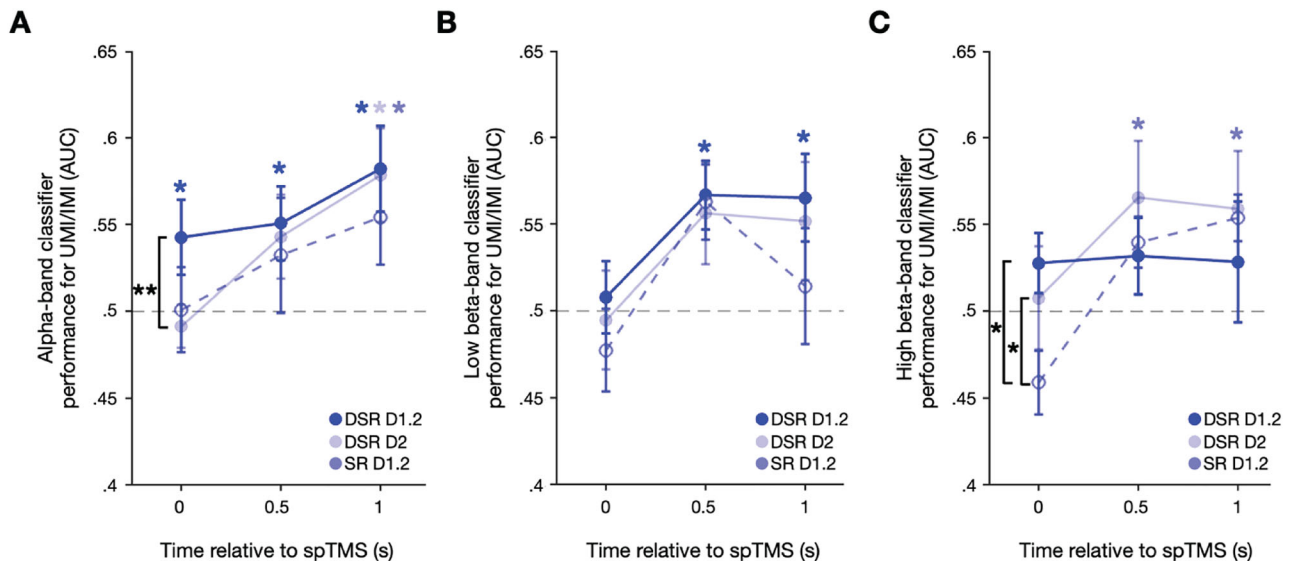 A
Alpha-band classifier
performance for UMI/IMI (AUC)
.65
.6
.55
.5
.45
.4
* * * * *
**
DSR D1.2
DSR D2
SR D1.2
0 0.5 1
Time relative to spTMS (s)
B
Low beta-band classifier
performance for UMI/IMI (AUC)
.65
.6
.55
.5
.45
.4
* *
DSR D1.2
DSR D2
SR D1.2
0 0.5 1
Time relative to spTMS (s)
C
High beta-band classifier
performance for UMI/IMI (AUC)
.65
.6
.55
.5
.45
.4
* *
* *
DSR D1.2
DSR D2
SR D1.2
0 0.5 1
Time relative to spTMS (s)